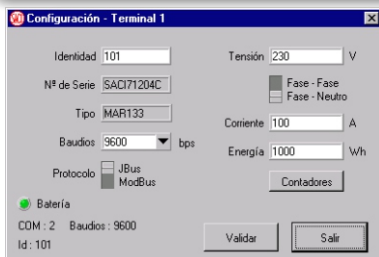 Configuración - Terminal 1
Identidad 101
Nª de Serie SACI71204C
Tipo MAR133
Baudios 9600 bps
Protocolo JBus
ModBus
Batería
COM : 2 Baudios : 9600
Id : 101
Tensión 230 V
Fase - Fase
Fase - Neutro
Corriente 100 A
Energía 1000 Wh
Contadores
Validar
Salir